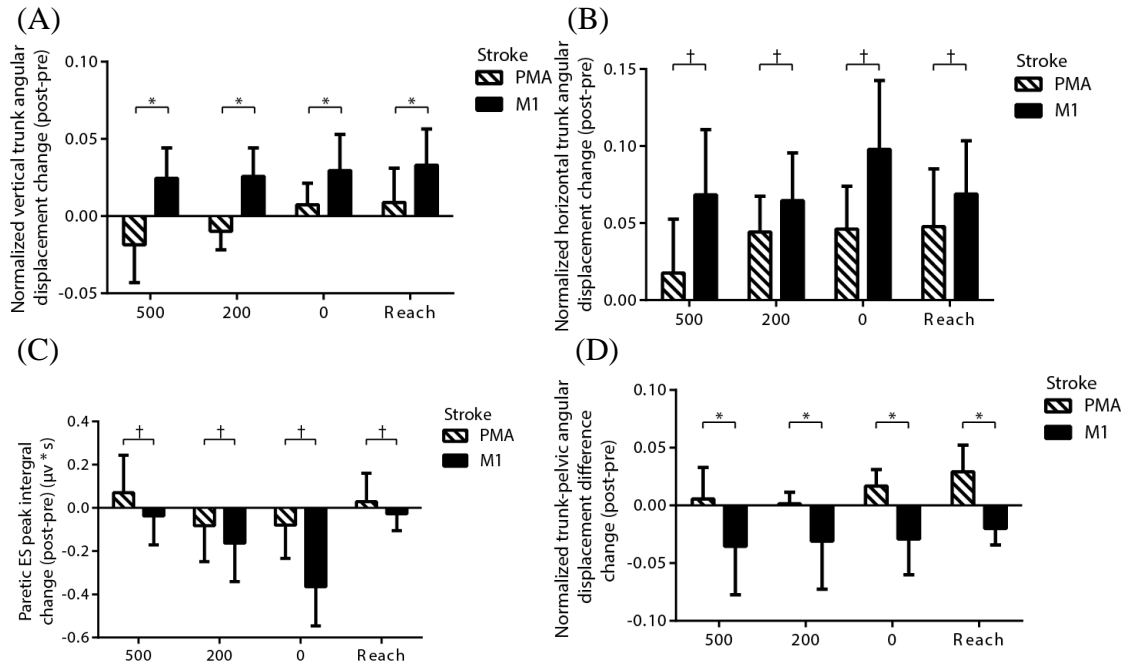 (A)
Normalized vertical trunk angular
displacement change (post-pre)
0.10
0.05
0.00
-0.05
* * * *
500 200 0 Reach
Stroke
PMA
M1
(B)
Normalized horizontal trunk angular
displacement change (post-pre)
0.15
0.10
0.05
0.00
† † † †
500 200 0 Reach
Stroke
PMA
M1
(C)
Paretic ES peak intergral
change (post-pre) (μv * s)
0.4
0.2
0.0
-0.2
-0.4
-0.6
† † † †
500 200 0 Reach
Stroke
PMA
M1
(D)
Normalized trunk-pelvic angular
displacement difference
change (post-pre)
0.10
0.05
0.00
-0.05
-0.10
* * * *
500 200 0 Reach
Stroke
PMA
M1